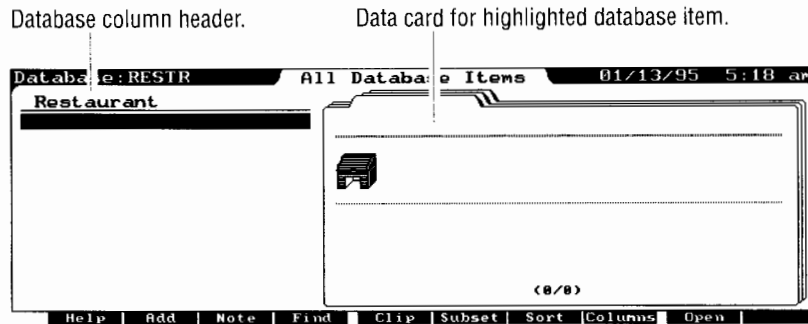 Database column header.
Data card for highlighted database item.
Database:RESTR All Database Items 01/13/95 5:18 am
Restaurant
(0/0)
Help Add Note Find Clip Subset Sort Columns Open